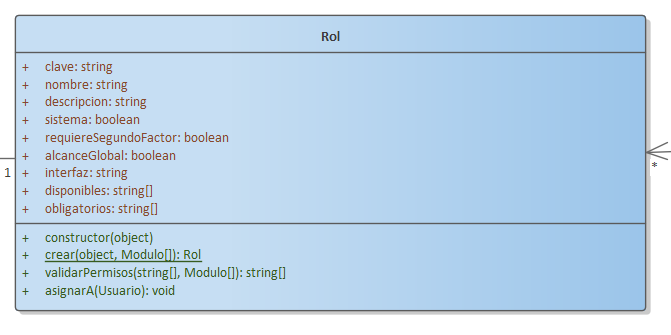 Rol
+ clave: string
+ nombre: string
+ descripcion: string
+ sistema: boolean
+ requiereSegundoFactor: boolean
+ alcanceGlobal: boolean
+ interfaz: string
+ disponibles: string[]
+ obligatorios: string[]
1
*
+ constructor(object)
+ crear(object, Modulo[]): Rol
+ validarPermisos(string[], Modulo[]): string[]
+ asignarA(Usuario): void